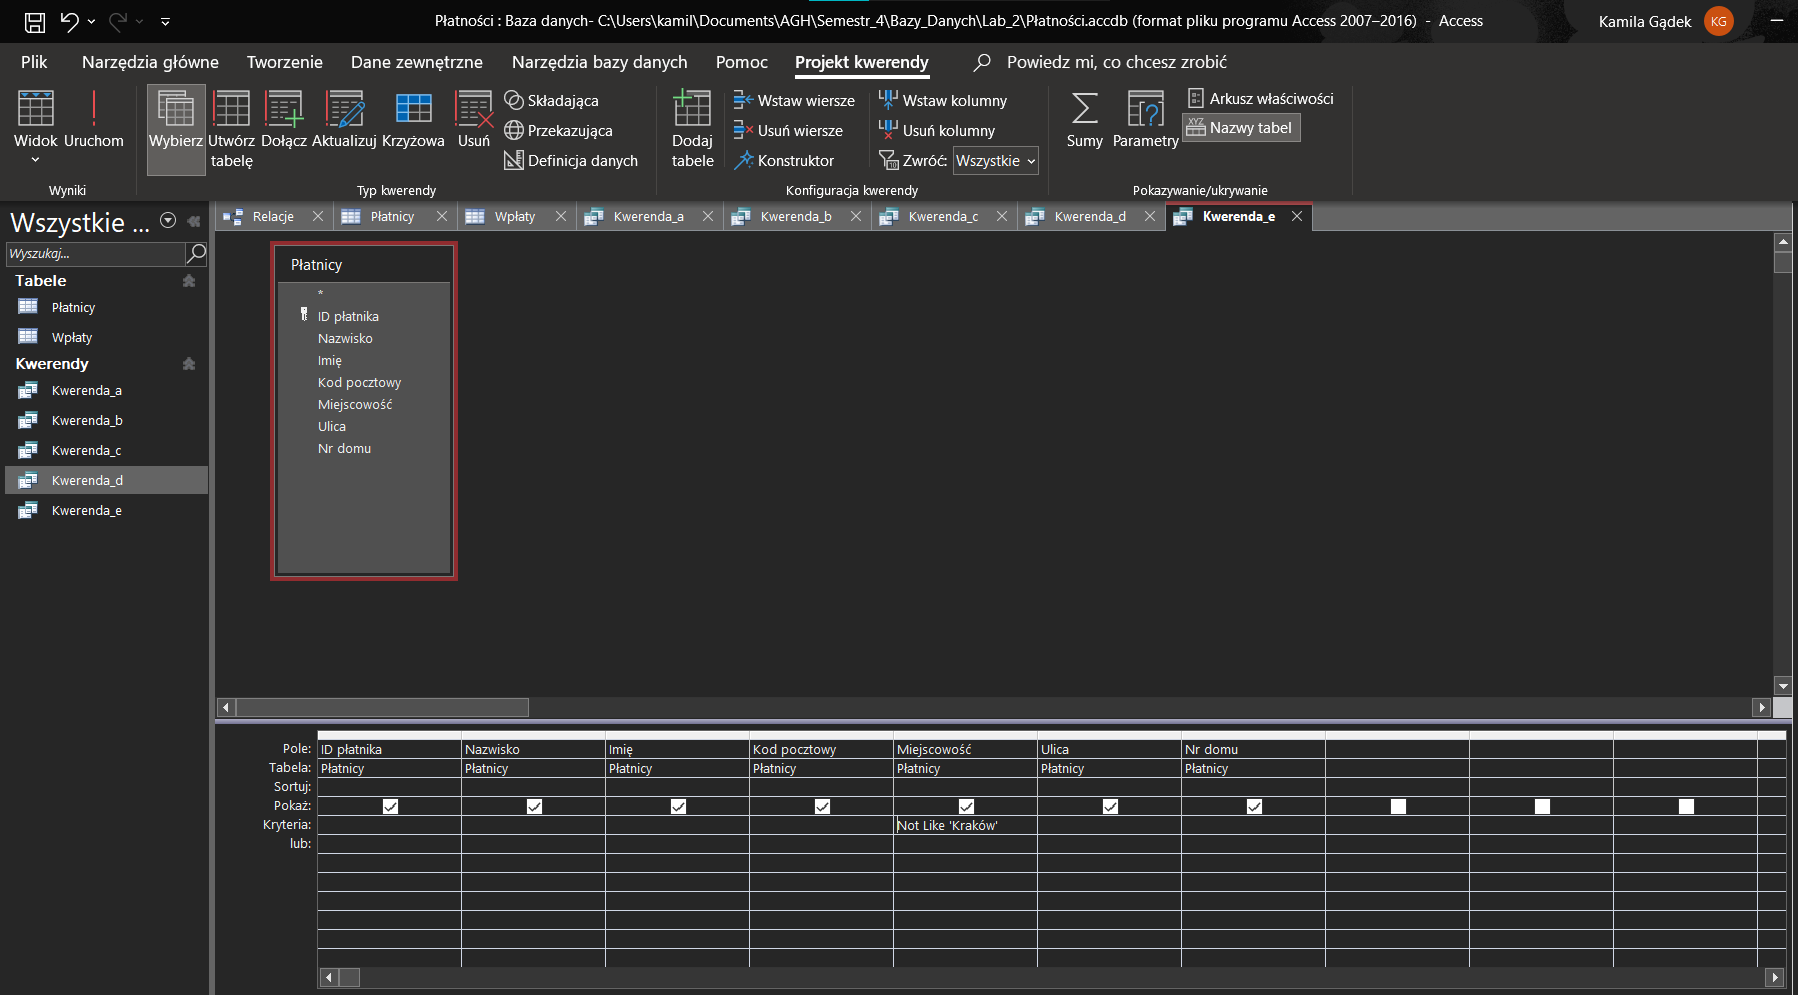 Płatności : Baza danych- C:\Users\kamil\Documents\AGH\Semestr_4\Bazy_Danych\Lab_2\Płatności.accdb (format pliku programu Access 2007–2016) - Access
Kamila Gądek
KG
Plik
Narzędzia główne
Tworzenie
Dane zewnętrzne
Narzędzia bazy danych
Pomoc
Projekt kwerendy
Powiedz mi, co chcesz zrobić
Widok
Uruchom
Wyniki
Wybierz
Utwórz tabelę
Dołącz
Aktualizuj
Krzyżowa
Usuń
Składająca
Przekazująca
Definicja danych
Typ kwerendy
Dodaj tabele
Wstaw wiersze
Usuń wiersze
Konstruktor
Wstaw kolumny
Usuń kolumny
Zwróć: Wszystkie
Konfiguracja kwerendy
Sumy
Parametry
Arkusz właściwości
XYZ Nazwy tabel
Pokazywanie/ukrywanie
Wszystkie ...
Wyszukaj...
Tabele
Płatnicy
Wpłaty
Kwerendy
Kwerenda_a
Kwerenda_b
Kwerenda_c
Kwerenda_d
Kwerenda_e
Relacje
Płatnicy
Wpłaty
Kwerenda_a
Kwerenda_b
Kwerenda_c
Kwerenda_d
Kwerenda_e
Płatnicy
*
ID płatnika
Nazwisko
Imię
Kod pocztowy
Miejscowość
Ulica
Nr domu
Pole: ID płatnika Nazwisko Imię Kod pocztowy Miejscowość Ulica Nr domu
Tabela: Płatnicy Płatnicy Płatnicy Płatnicy Płatnicy Płatnicy Płatnicy
Sortuj:
Pokaż:
Kryteria: Not Like 'Kraków'
lub: